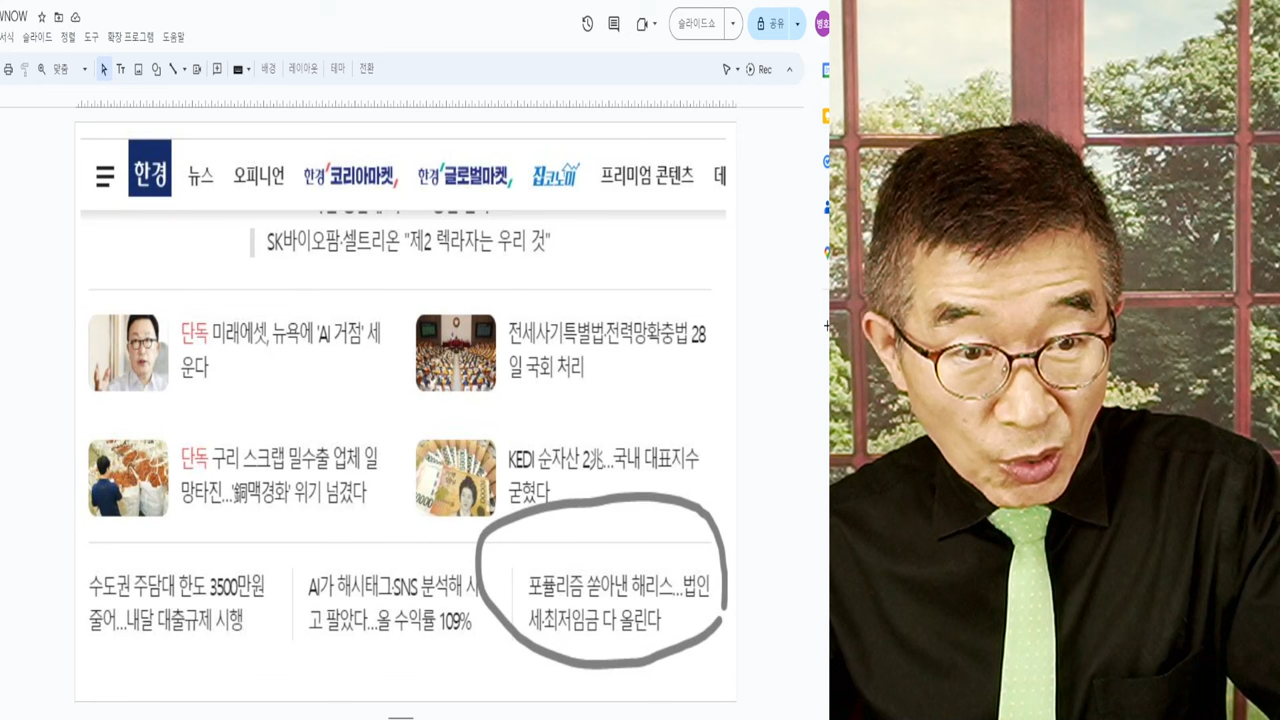 WNOW
서식 슬라이드 정렬 도구 확장 프로그램 도움말
슬라이드쇼
공유
병호
맞춤
배경 레이아웃 테마 전환
Rec
한경 뉴스 오피니언 한경 코리아마켓 한경 글로벌마켓 집코노미 프리미엄 콘텐츠 데
SK바이오팜·셀트리온 "제2 렉라자는 우리 것"
단독 미래에셋, 뉴욕에 'AI 거점' 세
운다
전세사기특별법·전력망확충법 28
일 국회 처리
단독 구리 스크랩 밀수출 업체 일
망타진...'銅맥경화' 위기 넘겼다
KEDI 순자산 2兆...국내 대표지수
굳혔다
수도권 주담대 한도 3500만원
줄어...내달 대출규제 시행
AI가 해시태그·SNS 분석해 사
고 팔았다...올 수익률 109%
포퓰리즘 쏟아낸 해리스...법인
세·최저임금 다 올린다